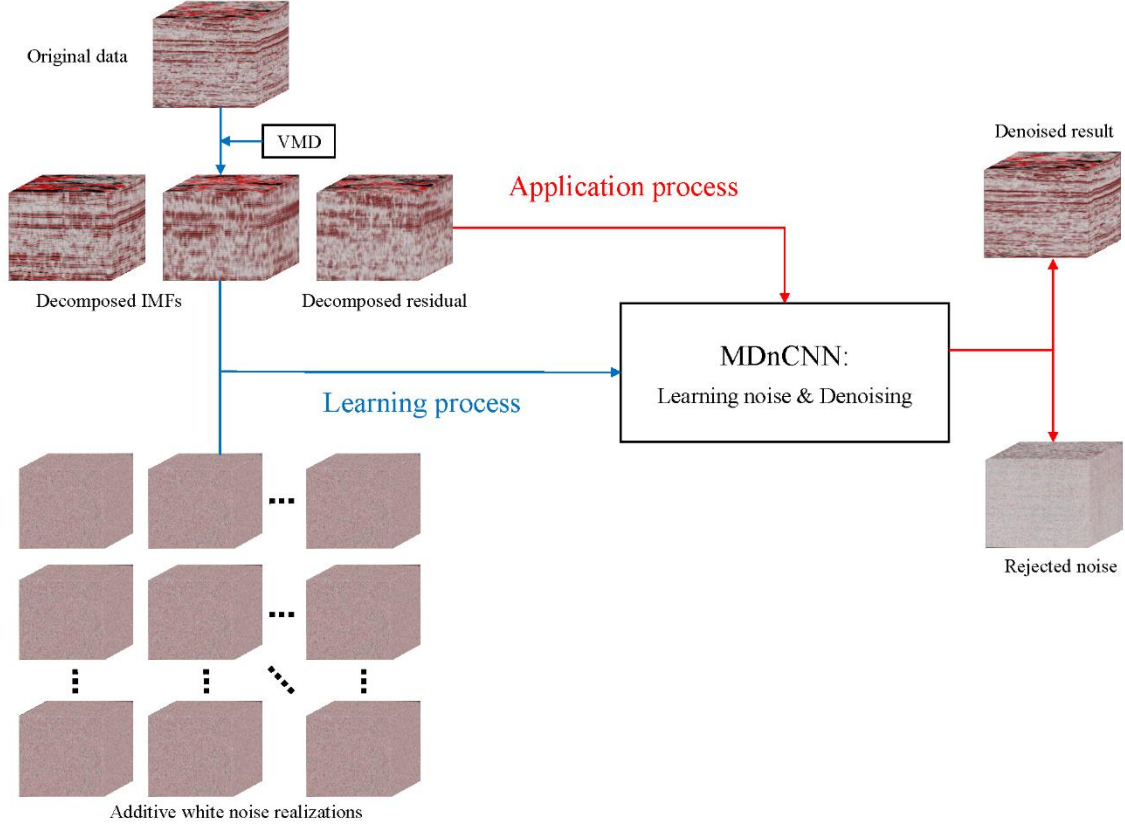 Original data
VMD
Denoised result
Application process
Decomposed IMFs
Decomposed residual
MDnCNN:
Learning noise & Denoising
Learning process
Rejected noise
Additive white noise realizations